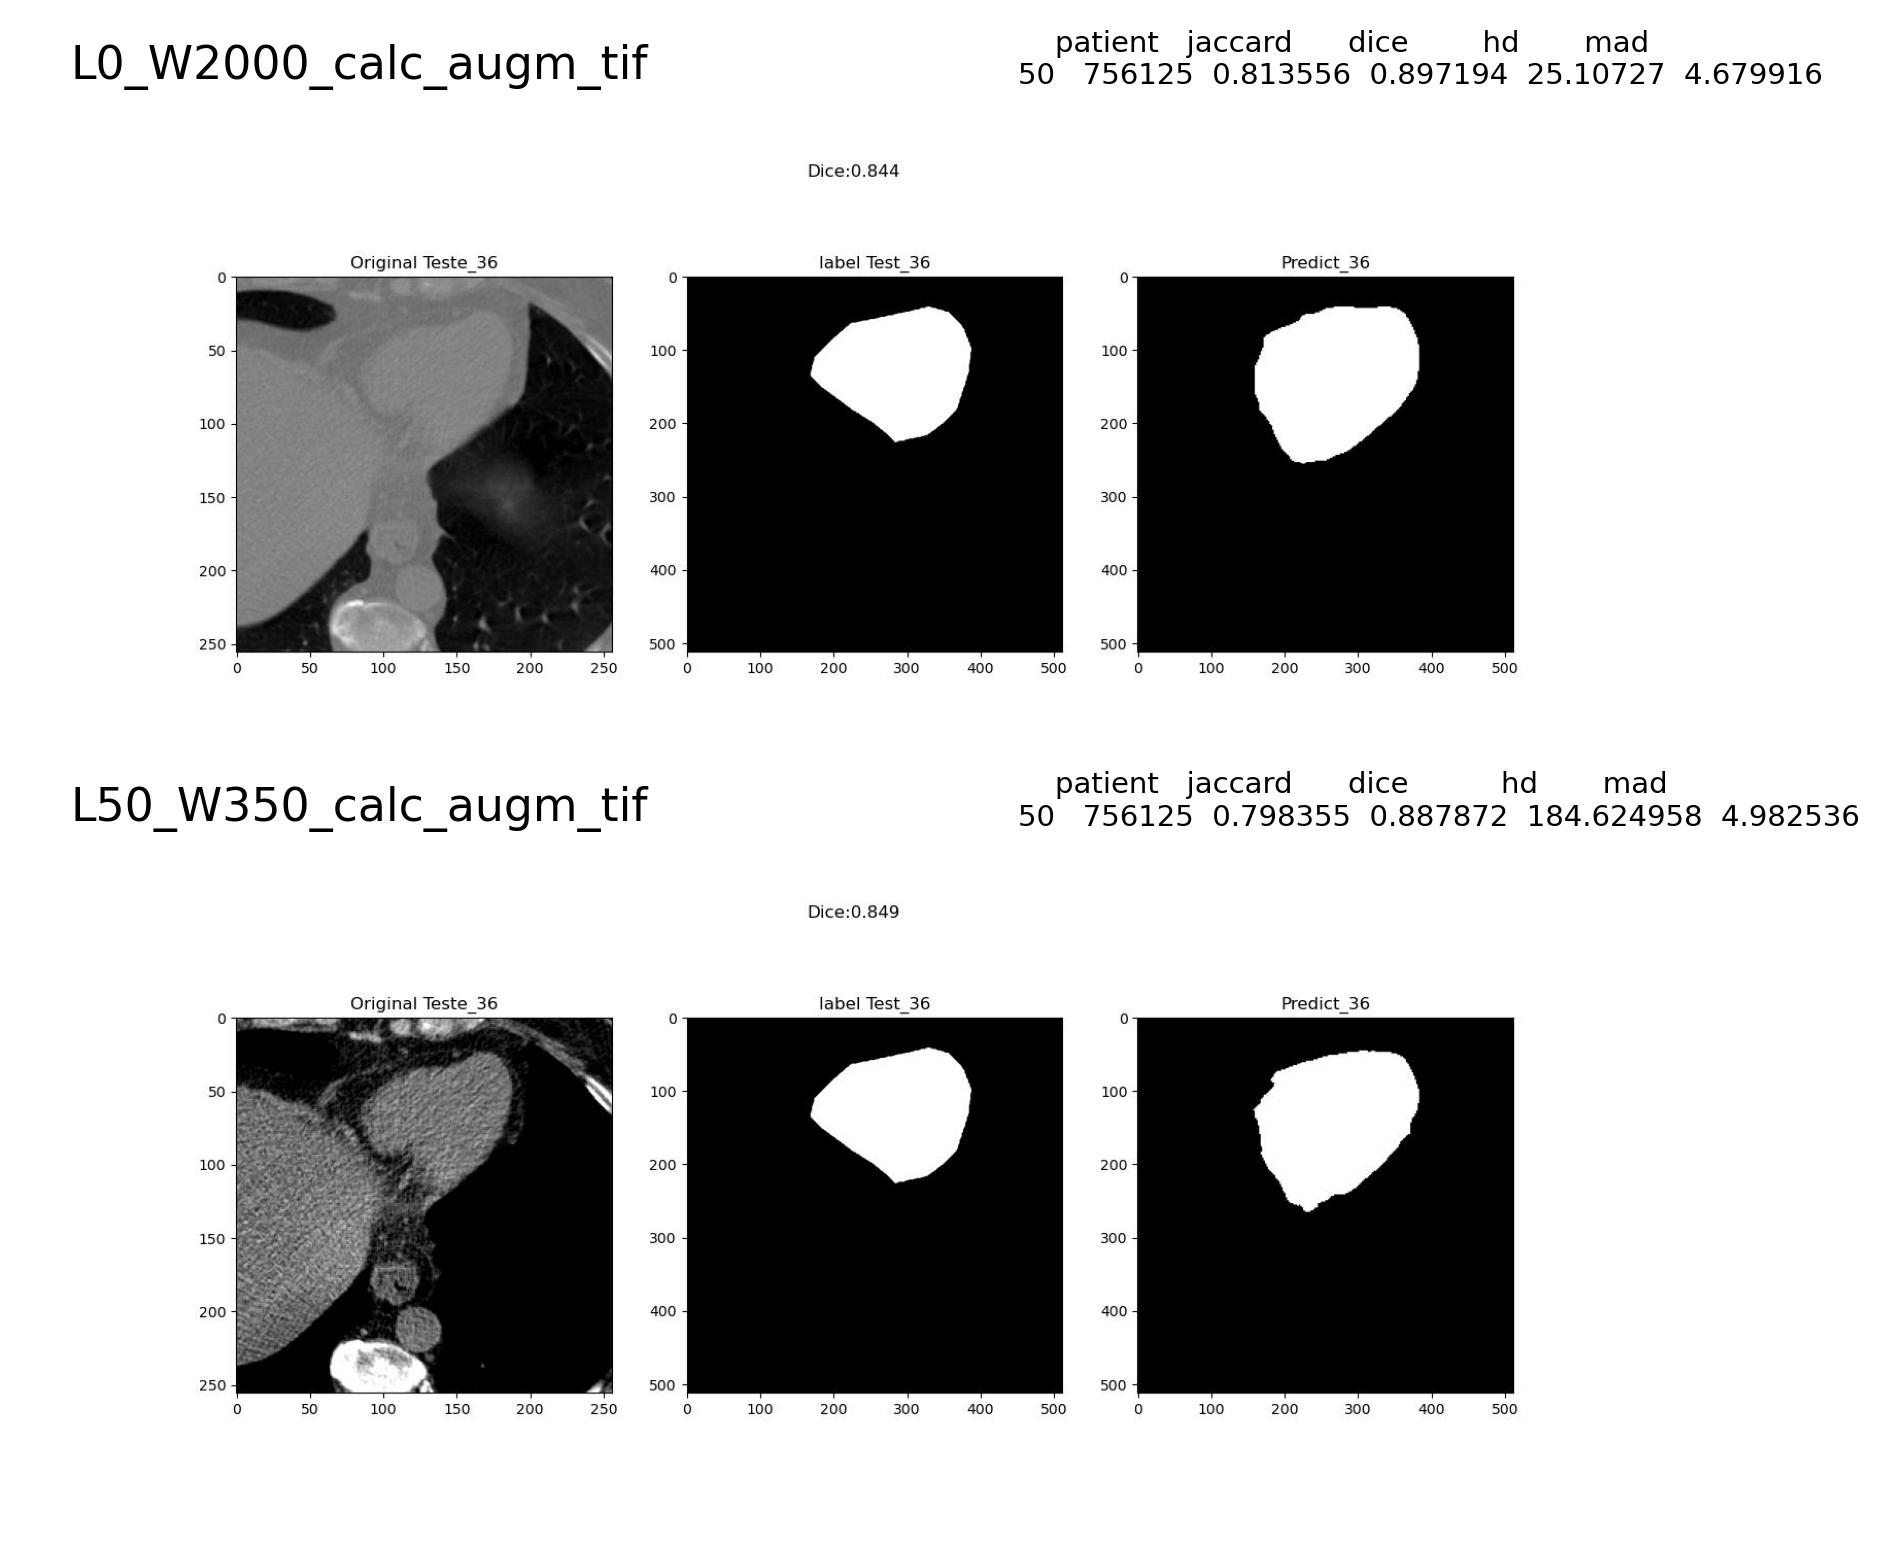 L0_W2000_calc_augm_tif
patient jaccard dice hd mad
50 756125 0.813556 0.897194 25.10727 4.679916
Dice:0.844
Original Teste_36 label Test_36 Predict_36
0 0 0
50 100 100
100 200 200
150 300 300
200 400 400
250 500 500
0 50 100 150 200 250 0 100 200 300 400 500 0 100 200 300 400 500
L50_W350_calc_augm_tif
patient jaccard dice hd mad
50 756125 0.798355 0.887872 184.624958 4.982536
Dice:0.849
Original Teste_36 label Test_36 Predict_36
0 0 0
50 100 100
100 200 200
150 300 300
200 400 400
250 500 500
0 50 100 150 200 250 0 100 200 300 400 500 0 100 200 300 400 500